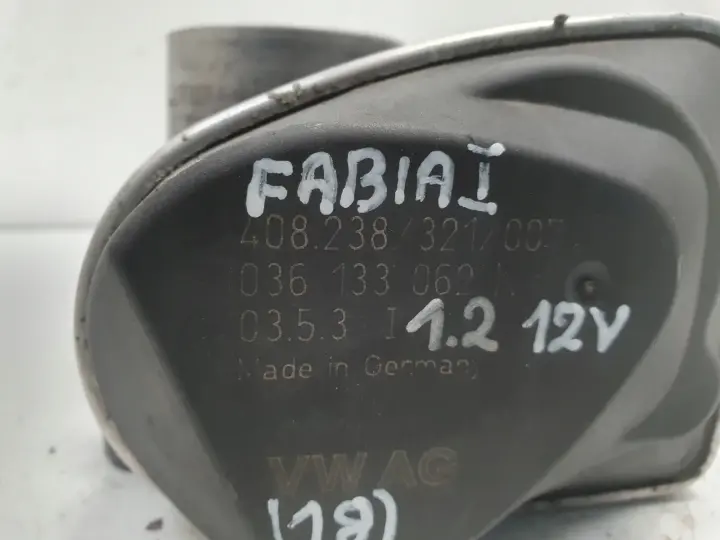 FABIA I
408.238/321/007
036 133 062
03.5.3 I 1.2 12V
Made in Germany
VW AG
(18)